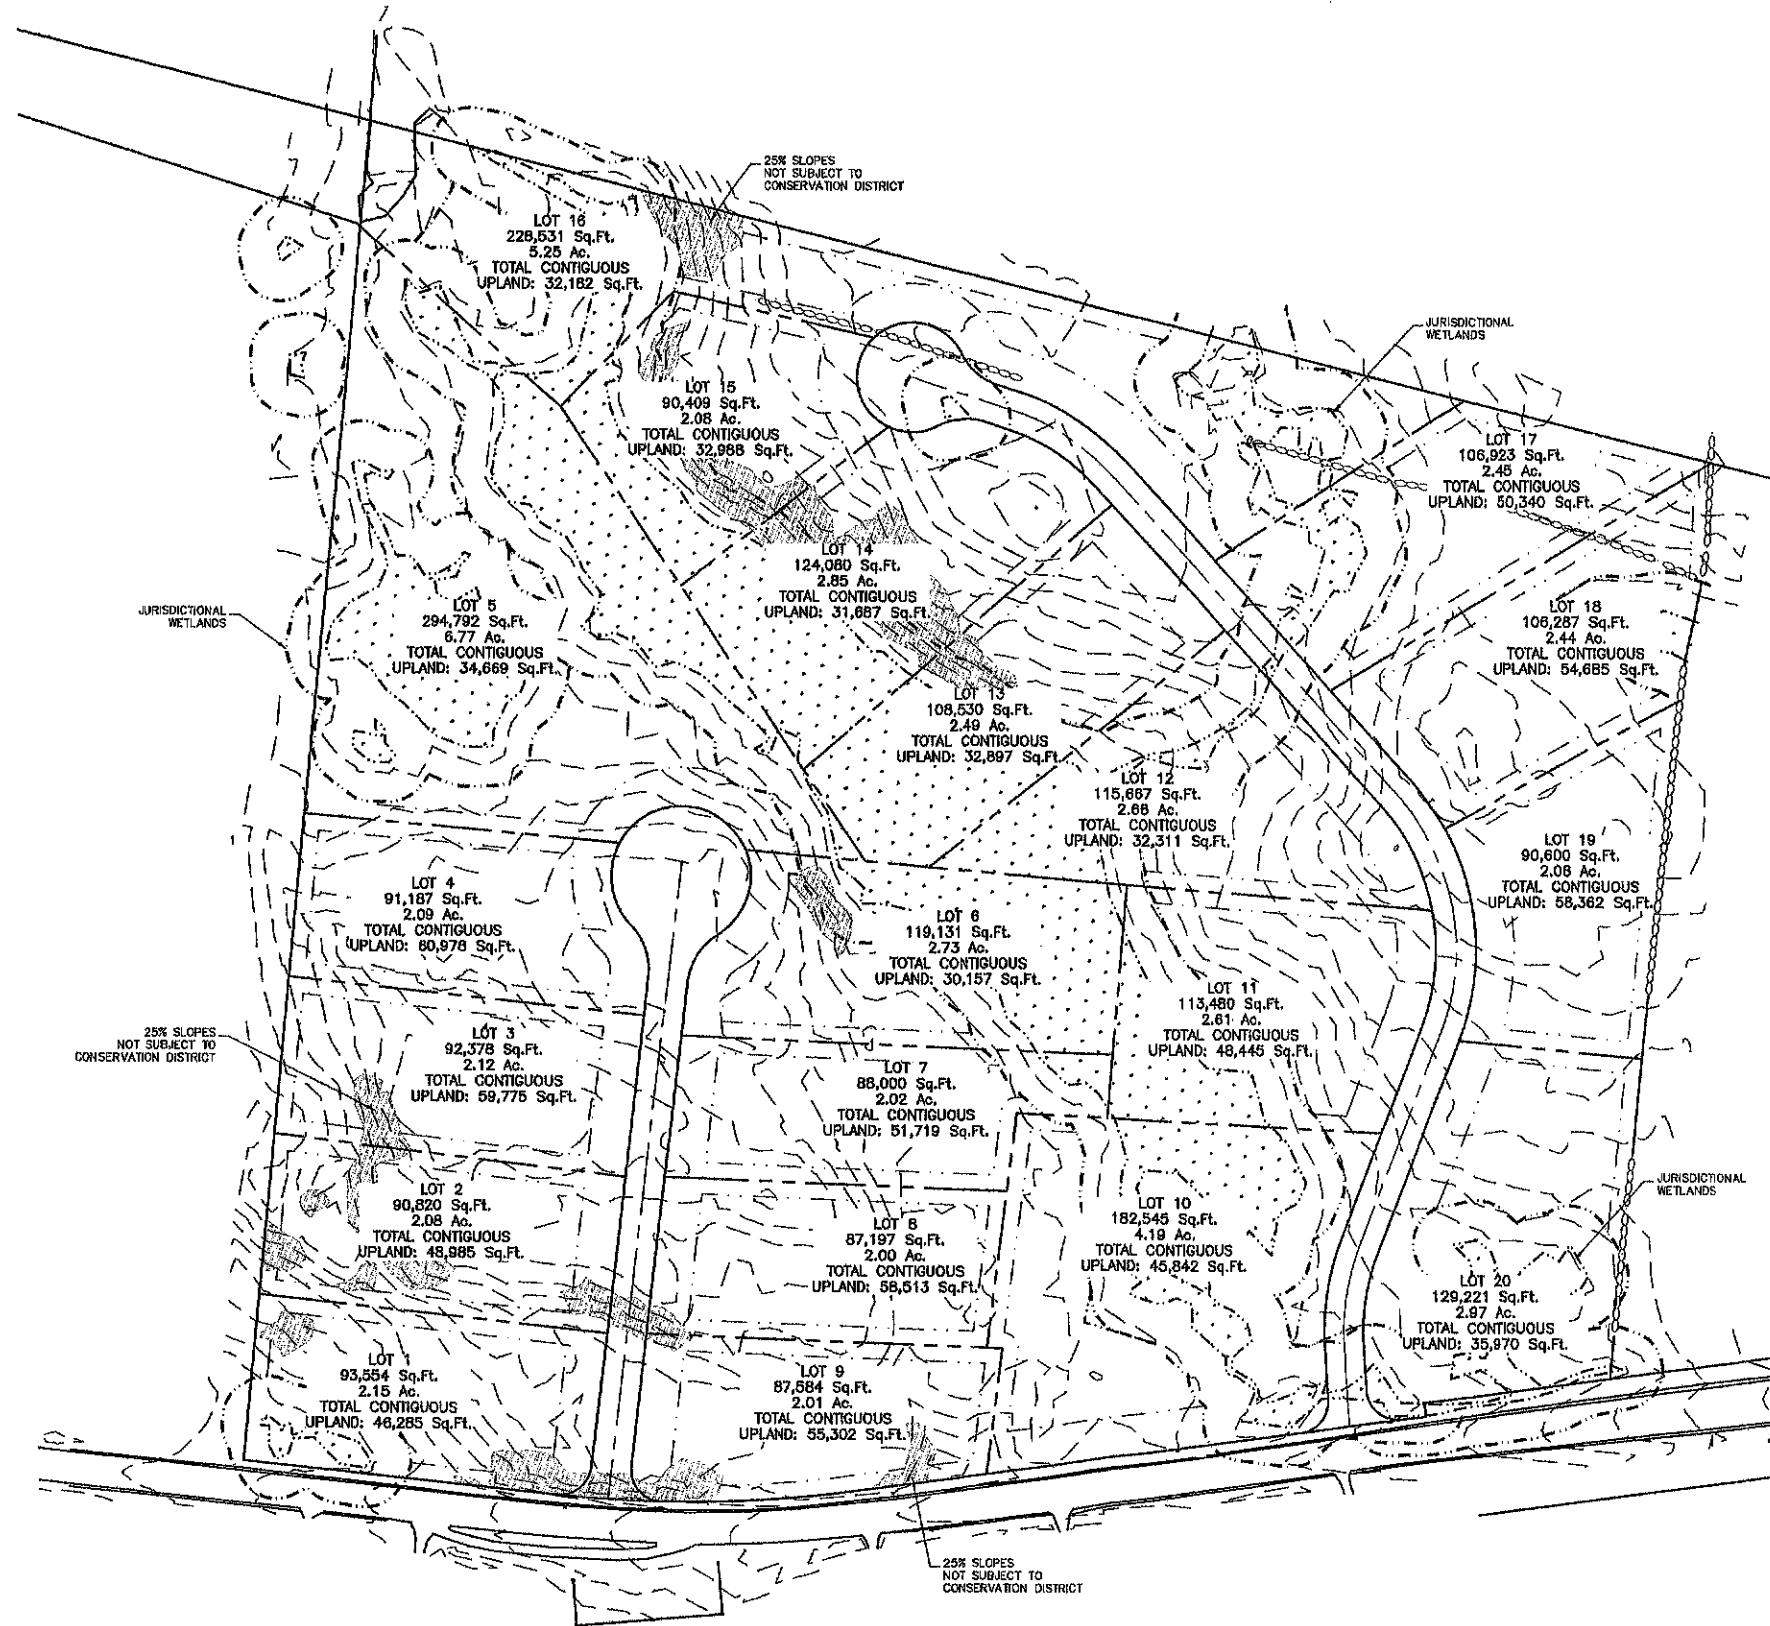 25% SLOPES
NOT SUBJECT TO
CONSERVATION DISTRICT
LOT 16
228,531 Sq.Ft.
5.25 Ac.
TOTAL CONTIGUOUS
UPLAND: 32,182 Sq.Ft.
JURISDICTIONAL
WETLANDS
LOT 15
90,409 Sq.Ft.
2.08 Ac.
TOTAL CONTIGUOUS
UPLAND: 32,988 Sq.Ft.
LOT 17
106,923 Sq.Ft.
2.45 Ac.
TOTAL CONTIGUOUS
UPLAND: 50,340 Sq.Ft.
LOT 14
124,080 Sq.Ft.
2.85 Ac.
TOTAL CONTIGUOUS
UPLAND: 31,687 Sq.Ft.
JURISDICTIONAL
WETLANDS
LOT 5
294,792 Sq.Ft.
6.77 Ac.
TOTAL CONTIGUOUS
UPLAND: 34,669 Sq.Ft.
LOT 18
106,287 Sq.Ft.
2.44 Ac.
TOTAL CONTIGUOUS
UPLAND: 54,685 Sq.Ft.
LOT 13
108,530 Sq.Ft.
2.49 Ac.
TOTAL CONTIGUOUS
UPLAND: 32,897 Sq.Ft.
LOT 12
115,667 Sq.Ft.
2.66 Ac.
TOTAL CONTIGUOUS
UPLAND: 32,311 Sq.Ft.
LOT 19
90,600 Sq.Ft.
2.08 Ac.
TOTAL CONTIGUOUS
UPLAND: 58,362 Sq.Ft.
LOT 4
91,187 Sq.Ft.
2.09 Ac.
TOTAL CONTIGUOUS
UPLAND: 60,978 Sq.Ft.
LOT 6
119,131 Sq.Ft.
2.73 Ac.
TOTAL CONTIGUOUS
UPLAND: 30,157 Sq.Ft.
LOT 11
113,480 Sq.Ft.
2.61 Ac.
TOTAL CONTIGUOUS
UPLAND: 48,445 Sq.Ft.
25% SLOPES
NOT SUBJECT TO
CONSERVATION DISTRICT
LOT 3
92,378 Sq.Ft.
2.12 Ac.
TOTAL CONTIGUOUS
UPLAND: 59,775 Sq.Ft.
LOT 7
88,000 Sq.Ft.
2.02 Ac.
TOTAL CONTIGUOUS
UPLAND: 51,719 Sq.Ft.
JURISDICTIONAL
WETLANDS
LOT 2
90,820 Sq.Ft.
2.08 Ac.
TOTAL CONTIGUOUS
UPLAND: 48,985 Sq.Ft.
LOT 8
87,197 Sq.Ft.
2.00 Ac.
TOTAL CONTIGUOUS
UPLAND: 58,513 Sq.Ft.
LOT 10
182,545 Sq.Ft.
4.19 Ac.
TOTAL CONTIGUOUS
UPLAND: 45,842 Sq.Ft.
LOT 20
129,221 Sq.Ft.
2.97 Ac.
TOTAL CONTIGUOUS
UPLAND: 35,970 Sq.Ft.
LOT 1
93,554 Sq.Ft.
2.15 Ac.
TOTAL CONTIGUOUS
UPLAND: 46,285 Sq.Ft.
LOT 9
87,584 Sq.Ft.
2.01 Ac.
TOTAL CONTIGUOUS
UPLAND: 55,302 Sq.Ft.
25% SLOPES
NOT SUBJECT TO
CONSERVATION DISTRICT